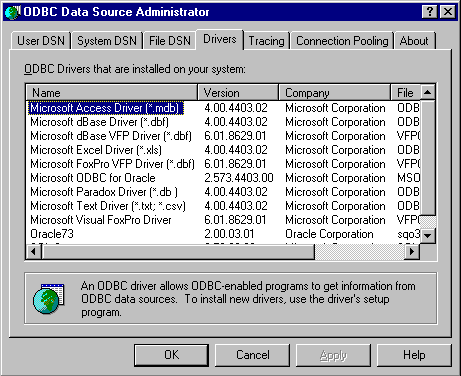 ODBC Data Source Administrator
User DSN System DSN File DSN Drivers Tracing Connection Pooling About
ODBC Drivers that are installed on your system:
Name Version Company File
Microsoft Access Driver (*.mdb) 4.00.4403.02 Microsoft Corporation ODB
Microsoft dBase Driver (*.dbf) 4.00.4403.02 Microsoft Corporation ODB
Microsoft dBase VFP Driver (*.dbf) 6.01.8629.01 Microsoft Corporation VFPO
Microsoft Excel Driver (*.xls) 4.00.4403.02 Microsoft Corporation ODB
Microsoft FoxPro VFP Driver (*.dbf) 6.01.8629.01 Microsoft Corporation VFPO
Microsoft ODBC for Oracle 2.573.4403.00 Microsoft Corporation MSO
Microsoft Paradox Driver (*.db ) 4.00.4403.02 Microsoft Corporation ODB
Microsoft Text Driver (*.txt; *.csv) 4.00.4403.02 Microsoft Corporation ODB
Microsoft Visual FoxPro Driver 6.01.8629.01 Microsoft Corporation VFPO
Oracle73 2.00.03.01 Oracle Corporation sqo3
An ODBC driver allows ODBC-enabled programs to get information from
ODBC data sources. To install new drivers, use the driver's setup
program.
OK Cancel Apply Help